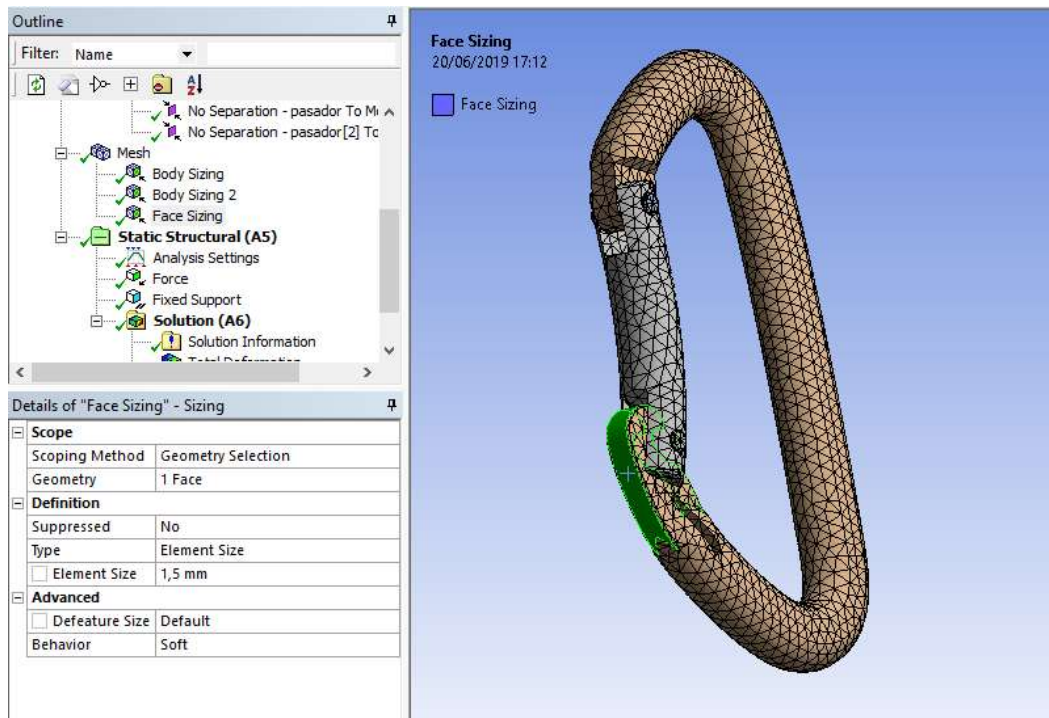 Outline
Filter: Name
No Separation - pasador To M
No Separation - pasador[2] To
Mesh
Body Sizing
Body Sizing 2
Face Sizing
Static Structural (A5)
Analysis Settings
Force
Fixed Support
Solution (A6)
Solution Information
Total Deformation
Details of "Face Sizing" - Sizing
Scope
Scoping Method Geometry Selection
Geometry 1 Face
Definition
Suppressed No
Type Element Size
Element Size 1,5 mm
Advanced
Defeature Size Default
Behavior Soft
Face Sizing
20/06/2019 17:12
Face Sizing